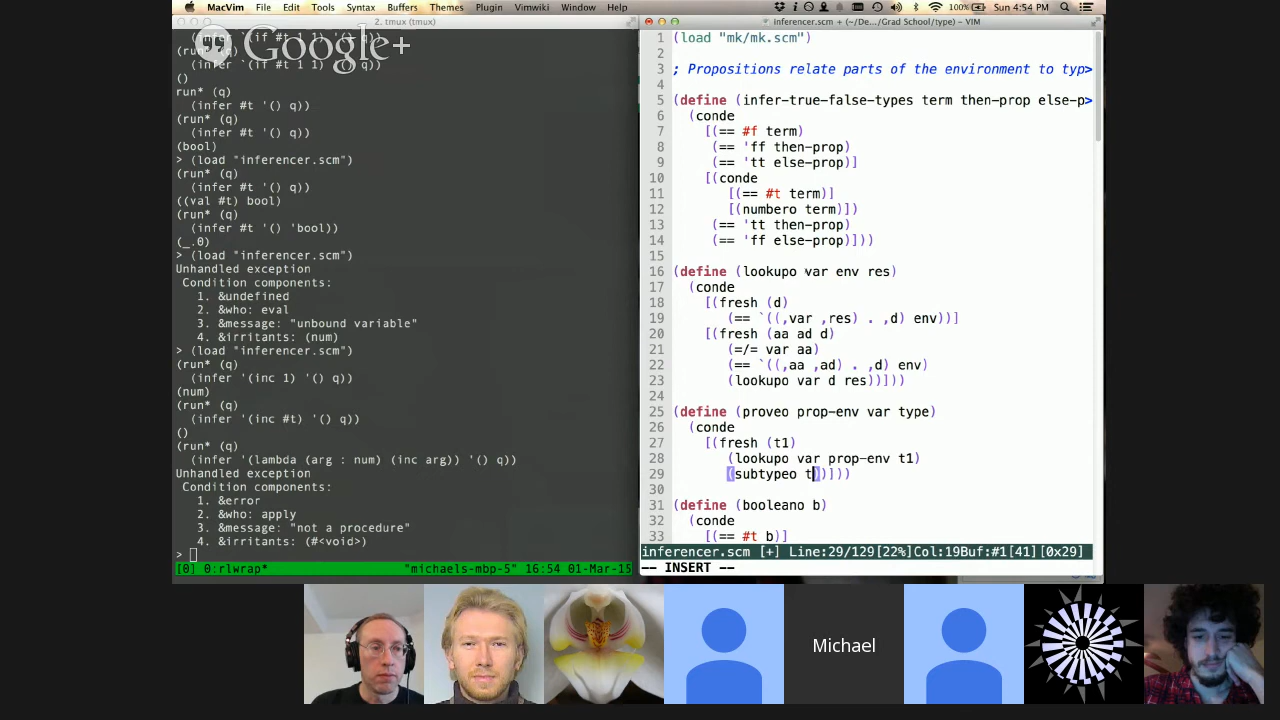 MacVim File Edit Tools Syntax Buffers Themes Plugin Vimwiki Window Help 100% Sun 4:54 PM
2. tmux (tmux)
Google+
(infer `(if #t 1 1) '() q))
(run* (q)
(infer `(if #t 1 1) '() q))
()
run* (q)
(infer #t '() q))
(run* (q)
(infer #t '() q))
(bool)
> (load "inferencer.scm")
(run* (q)
(infer #t '() q))
((val #t) bool)
(run* (q)
(infer #t '() 'bool))
(_.0)
> (load "inferencer.scm")
Unhandled exception
Condition components:
1. &undefined
2. &who: eval
3. &message: "unbound variable"
4. &irritants: (num)
> (load "inferencer.scm")
(run* (q)
(infer '(inc 1) '() q))
(num)
(run* (q)
(infer '(inc #t) '() q))
()
(run* (q)
(infer '(lambda (arg : num) (inc arg)) '() q))
Unhandled exception
Condition components:
1. &error
2. &who: apply
3. &message: "not a procedure"
4. &irritants: (#<void>)
>
[0] 0:rlwrap* "michaels-mbp-5" 16:54 01-Mar-15
inferencer.scm + (~/De.../Grad School/type) – VIM
1 (load "mk/mk.scm")
2
3 ; Propositions relate parts of the environment to typ>
4
5 (define (infer-true-false-types term then-prop else-p>
6 (conde
7 [(== #f term)
8 (== 'ff then-prop)
9 (== 'tt else-prop)]
10 [(conde
11 [(== #t term)]
12 [(numbero term)])
13 (== 'tt then-prop)
14 (== 'ff else-prop)]))
15
16 (define (lookupo var env res)
17 (conde
18 [(fresh (d)
19 (== `((,var ,res) . ,d) env))]
20 [(fresh (aa ad d)
21 (=/= var aa)
22 (== `((,aa ,ad) . ,d) env)
23 (lookupo var d res))]))
24
25 (define (proveo prop-env var type)
26 (conde
27 [(fresh (t1)
28 (lookupo var prop-env t1)
29 (subtypeo t))]))
30
31 (define (booleano b)
32 (conde
33 [(== #t b)]
inferencer.scm [+] Line:29/129[22%]Col:19Buf:#1[41][0x29]
-- INSERT --
Michael